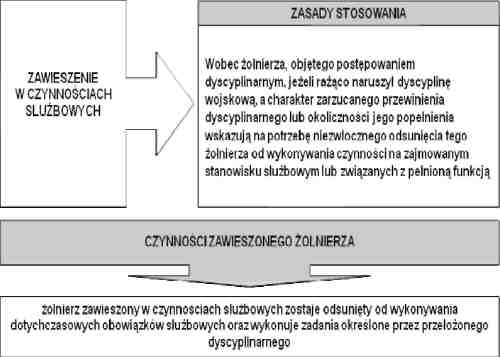 ZAWIESZENIE
W CZYNNOŚCIACH
SŁUŻBOWYCH
ZASADY STOSOWANIA
Wobec żołnierza, objętego postępowaniem
dyscyplinarnym, jeżeli rażąco naruszył dyscyplinę
wojskową, a charakter zarzucanego przewinienia
dyscyplinarnego lub okoliczności jego popełnienia
wskazują na potrzebę niezwłocznego odsunięcia tego
żołnierza od wykonywania czynności na zajmowanym
stanowisku służbowym lub związanych z pełnioną funkcją
CZYNNOŚCI ZAWIESZONEGO ŻOŁNIERZA
żołnierz zawieszony w czynnosciach służbowych zostaje odsunięty od wykonywania
dotychczasowych obowiązków służbowych oraz wykonuje zadania określone przez przełożonego
dyscyplinarnego